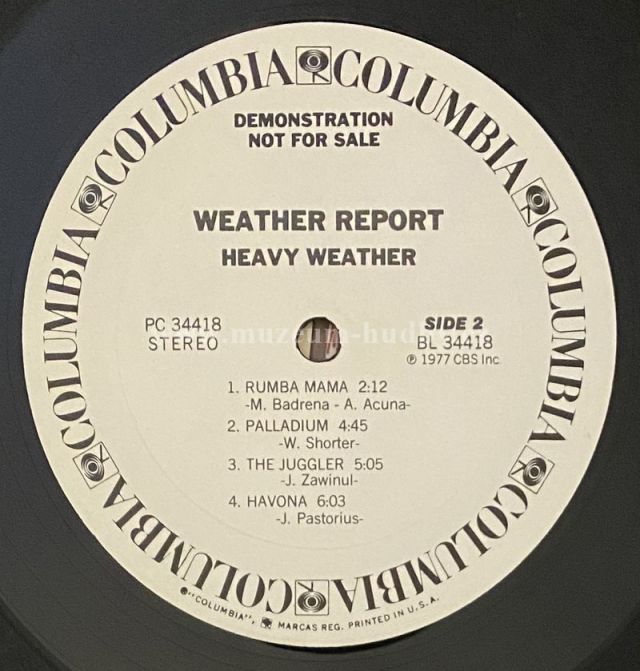 COLUMBIA COLUMBIA COLUMBIA COLUMBIA COLUMBIA COLUMBIA COLUMBIA COLUMBIA
DEMONSTRATION
NOT FOR SALE
WEATHER REPORT
HEAVY WEATHER
PC 34418
STEREO
SIDE 2
BL 34418
℗ 1977 CBS Inc.
1. RUMBA MAMA 2:12
-M. Badrena - A. Acuna-
2. PALLADIUM 4:45
-W. Shorter-
3. THE JUGGLER 5:05
-J. Zawinul-
4. HAVONA 6:03
-J. Pastorius-
"COLUMBIA", MARCAS REG. PRINTED IN U.S.A.